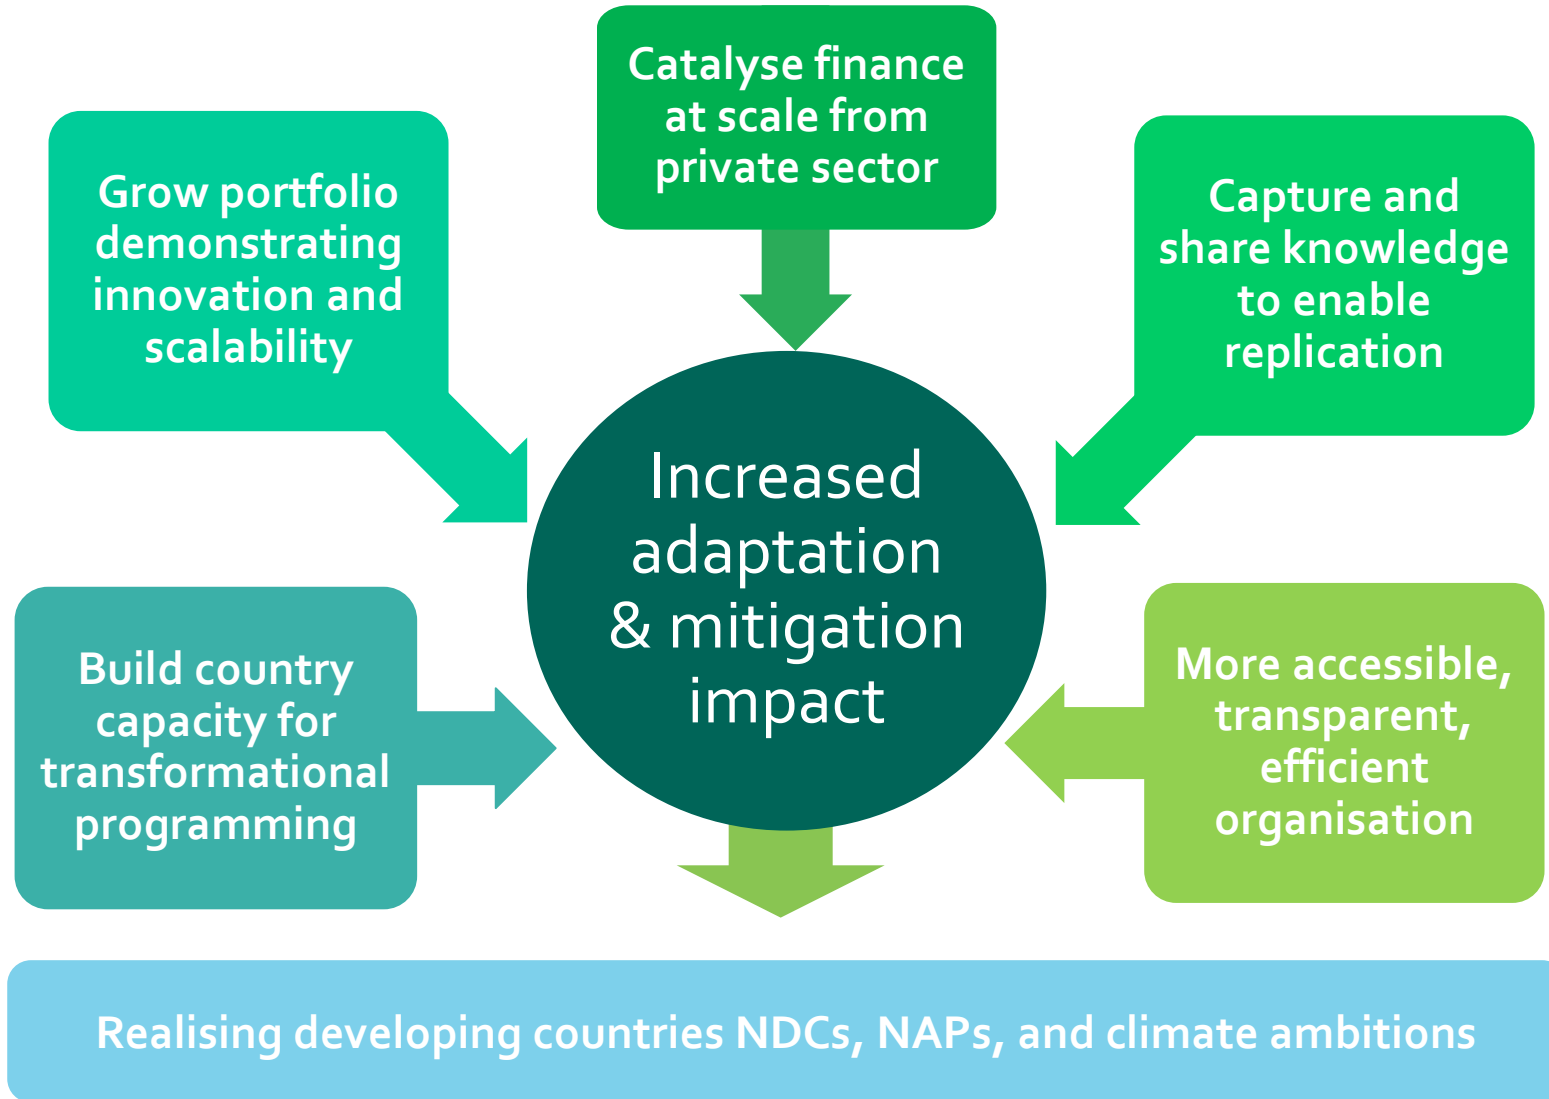 Catalyse finance
at scale from
private sector
Grow portfolio
demonstrating
innovation and
scalability
Capture and
share knowledge
to enable
replication
Increased
adaptation
& mitigation
impact
Build country
capacity for
transformational
programming
More accessible,
transparent,
efficient
organisation
Realising developing countries NDCs, NAPs, and climate ambitions